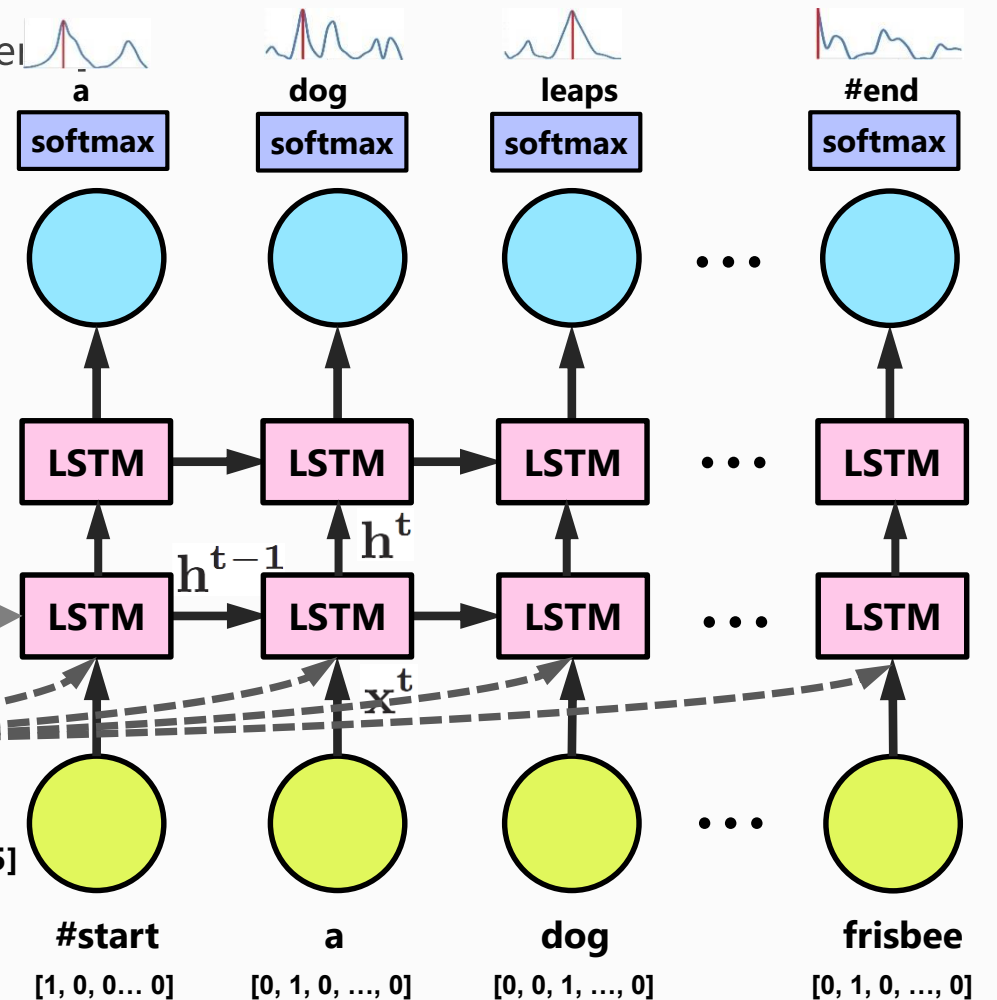 a dog leaps #end
softmax softmax softmax softmax
...
LSTM LSTM LSTM ... LSTM
h^t
h^{t-1}
LSTM LSTM LSTM ... LSTM
x^t
...
5]
#start a dog frisbee
[1, 0, 0… 0] [0, 1, 0, …, 0] [0, 0, 1, …, 0] [0, 1, 0, …, 0]